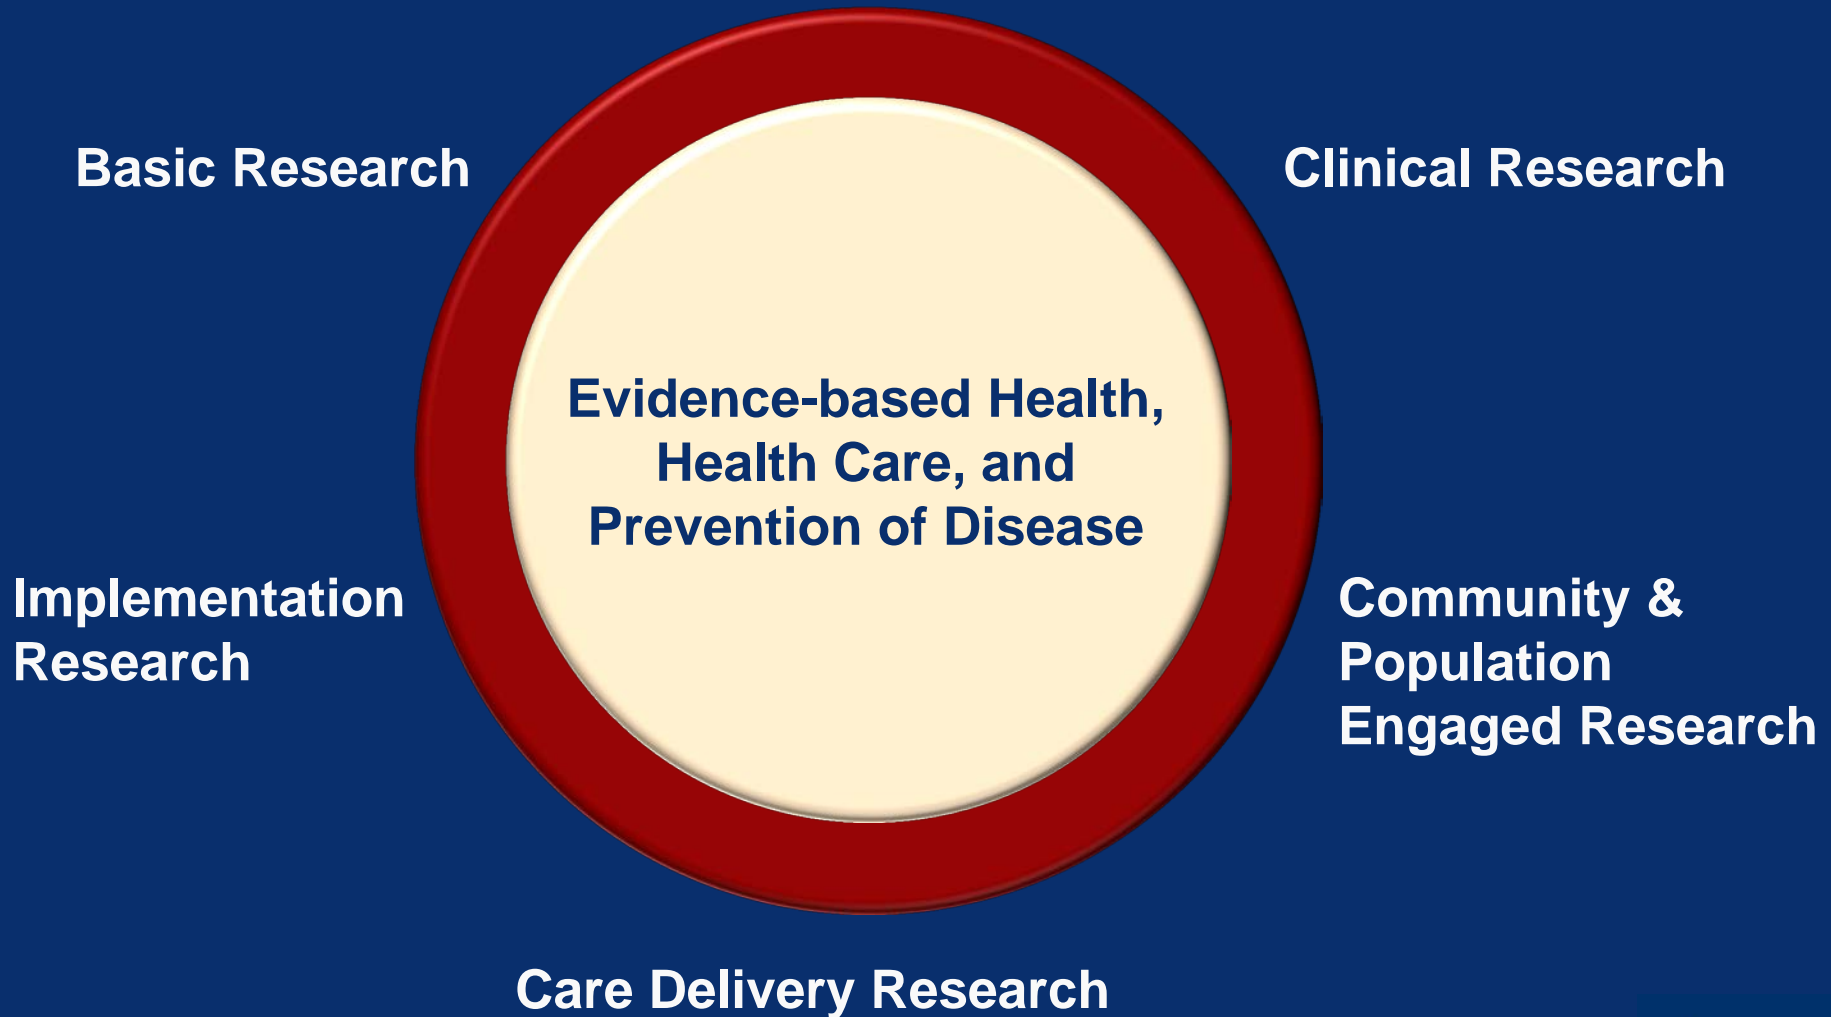 Basic Research
Clinical Research
Evidence-based Health,
Health Care, and
Prevention of Disease
Implementation
Research
Community &
Population
Engaged Research
Care Delivery Research